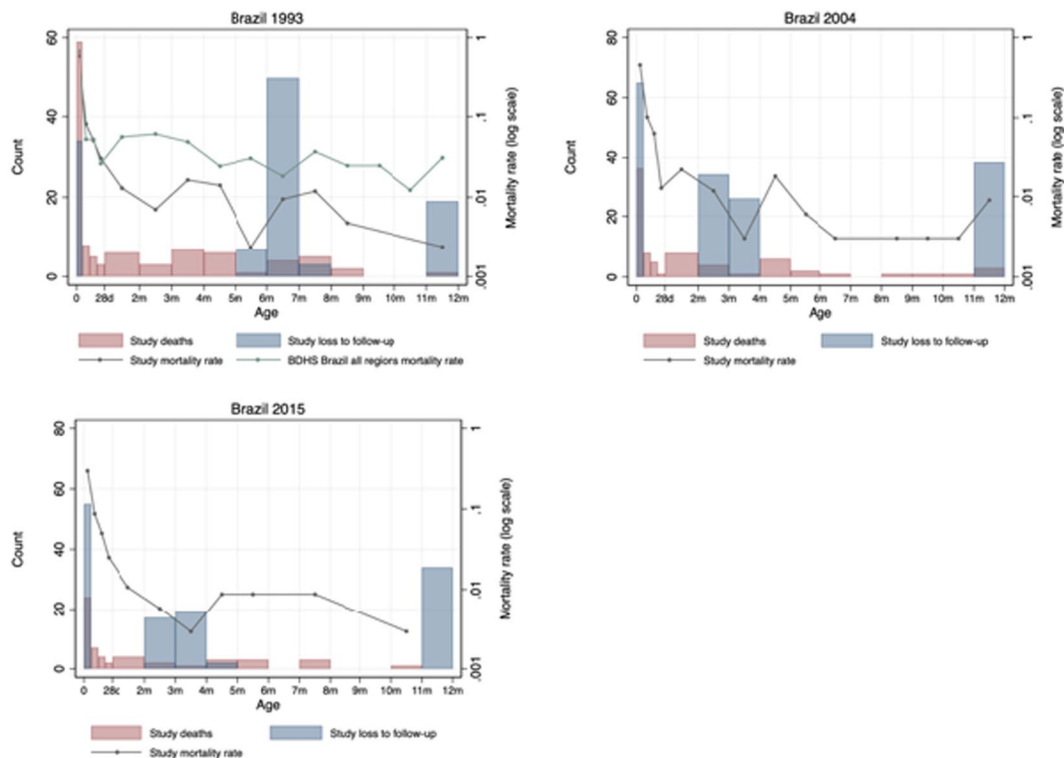 Brazil 1993
60
40
20
0
Count
1
.1
.01
.001
Mortality rate (log scale)
0 28d 2m 3m 4m 5m 6m 7m 8m 9m 10m 11m 12m
Age
Study deaths Study loss to follow-up
Study mortality rate BDHS Brazil all regions mortality rate
Brazil 2004
80
60
40
20
0
Count
1
.1
.01
.001
Mortality rate (log scale)
0 28d 2m 3m 4m 5m 6m 7m 8m 9m 10m 11m 12m
Age
Study deaths Study loss to follow-up
Study mortality rate
Brazil 2015
80
60
40
20
0
Count
1
.1
.01
.001
Mortality rate (log scale)
0 28d 2m 3m 4m 5m 6m 7m 8m 9m 10m 11m 12m
Age
Study deaths Study loss to follow-up
Study mortality rate